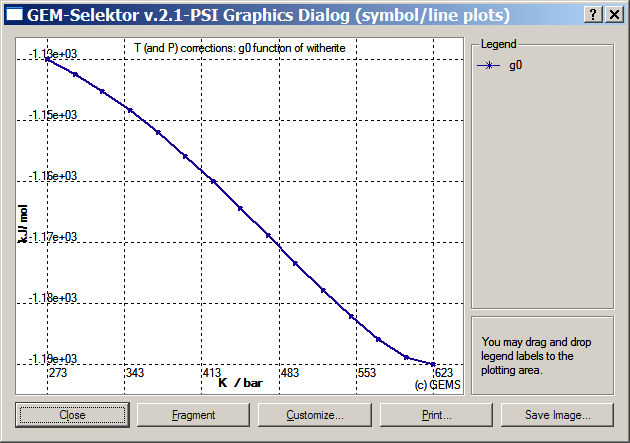 GEM-Selektor v.2.1-PSI Graphics Dialog (symbol/line plots)
T (and P) corrections: g0 function of witherite
-1.13e+03
-1.15e+03
-1.16e+03
-1.17e+03
-1.18e+03
-1.19e+03
kJ/mol
273 343 413 483 553 623
K / bar
(c) GEMS
Legend
g0
You may drag and drop
legend labels to the
plotting area.
Close Fragment Customize... Print... Save Image...